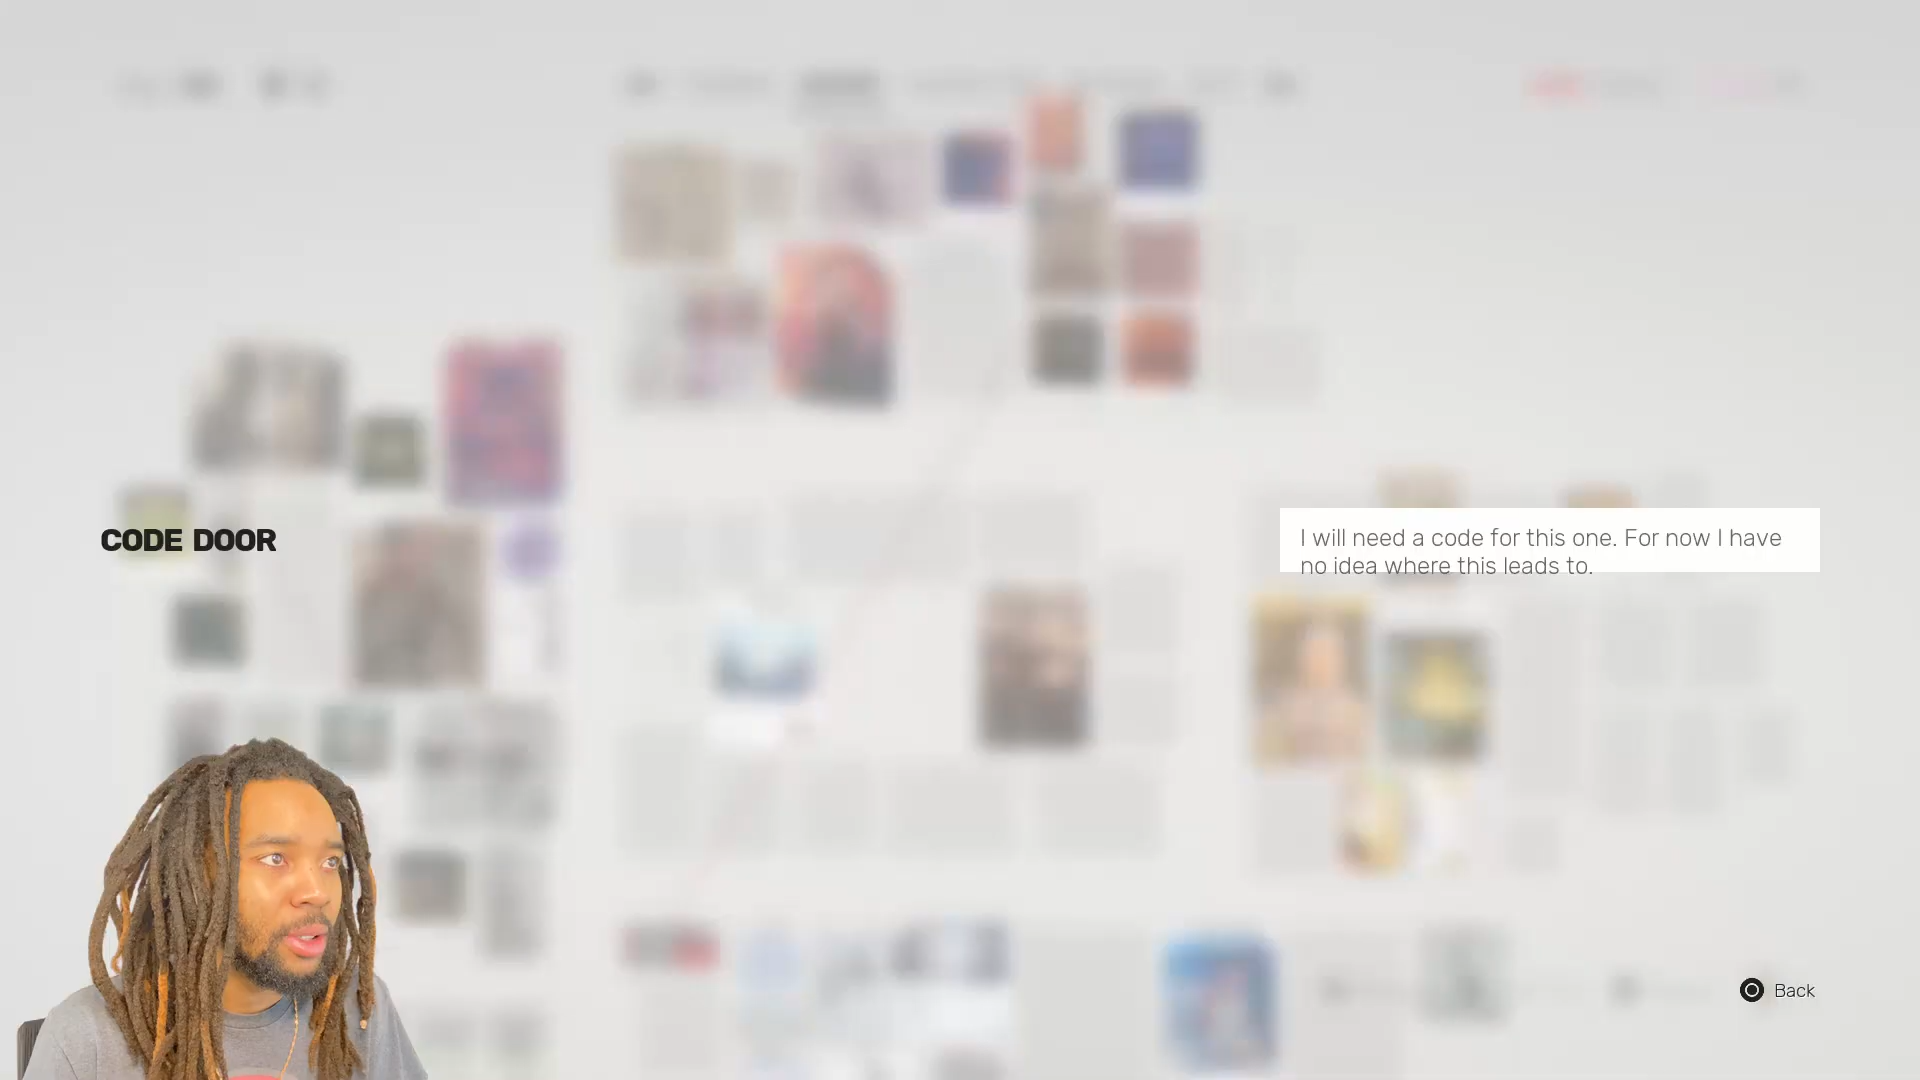 CODE DOOR
I will need a code for this one. For now I have
no idea where this leads to.
Back